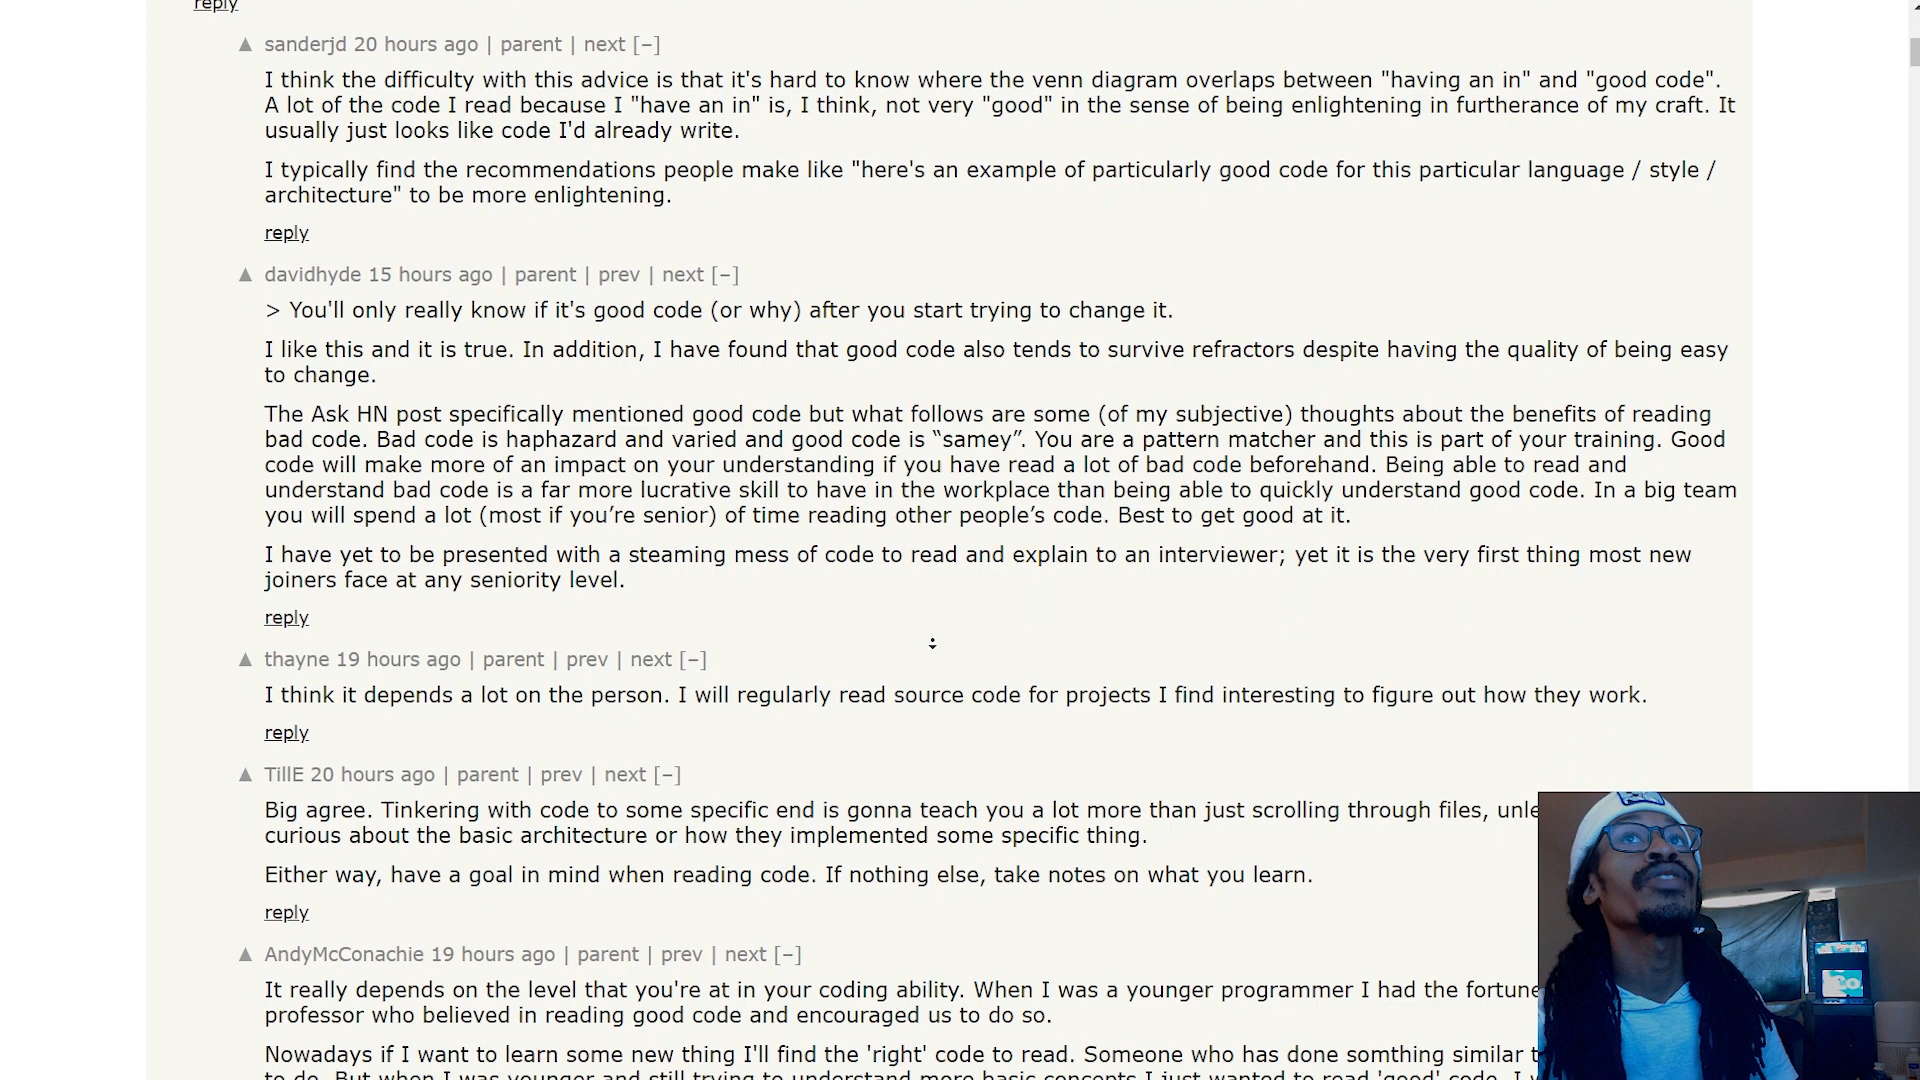 reply
▲ sanderjd 20 hours ago | parent | next [–]
I think the difficulty with this advice is that it's hard to know where the venn diagram overlaps between "having an in" and "good code".
A lot of the code I read because I "have an in" is, I think, not very "good" in the sense of being enlightening in furtherance of my craft. It
usually just looks like code I'd already write.
I typically find the recommendations people make like "here's an example of particularly good code for this particular language / style /
architecture" to be more enlightening.
reply
▲ davidhyde 15 hours ago | parent | prev | next [–]
> You'll only really know if it's good code (or why) after you start trying to change it.
I like this and it is true. In addition, I have found that good code also tends to survive refractors despite having the quality of being easy
to change.
The Ask HN post specifically mentioned good code but what follows are some (of my subjective) thoughts about the benefits of reading
bad code. Bad code is haphazard and varied and good code is “samey”. You are a pattern matcher and this is part of your training. Good
code will make more of an impact on your understanding if you have read a lot of bad code beforehand. Being able to read and
understand bad code is a far more lucrative skill to have in the workplace than being able to quickly understand good code. In a big team
you will spend a lot (most if you’re senior) of time reading other people’s code. Best to get good at it.
I have yet to be presented with a steaming mess of code to read and explain to an interviewer; yet it is the very first thing most new
joiners face at any seniority level.
reply
▲ thayne 19 hours ago | parent | prev | next [–]
I think it depends a lot on the person. I will regularly read source code for projects I find interesting to figure out how they work.
reply
▲ TillE 20 hours ago | parent | prev | next [–]
Big agree. Tinkering with code to some specific end is gonna teach you a lot more than just scrolling through files,
curious about the basic architecture or how they implemented some specific thing.
Either way, have a goal in mind when reading code. If nothing else, take notes on what you learn.
reply
▲ AndyMcConachie 19 hours ago | parent | prev | next [–]
It really depends on the level that you're at in your coding ability. When I was a younger programmer I had the fortune
professor who believed in reading good code and encouraged us to do so.
Nowadays if I want to learn some new thing I'll find the 'right' code to read. Someone who has done somthing similar
to do. But when I was younger and still trying to understand more basic concepts I just wanted to read 'good' code. I